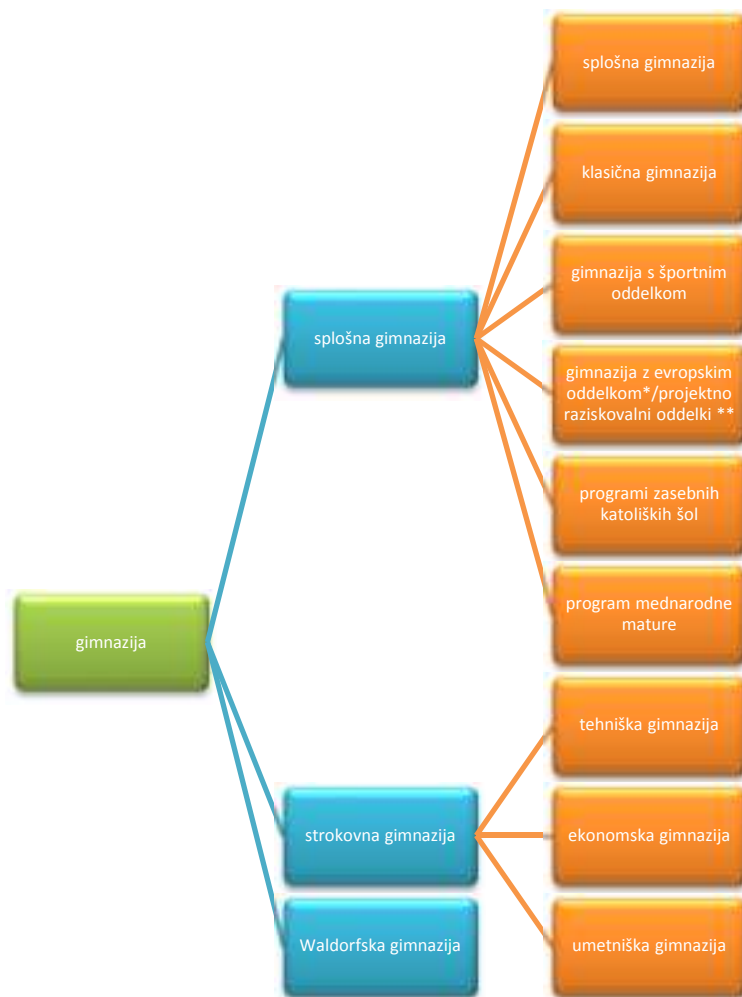 gimnazija
splošna gimnazija
splošna gimnazija
klasična gimnazija
gimnazija s športnim
oddelkom
gimnazija z evropskim
oddelkom*/projektno
raziskovalni oddelki **
programi zasebnih
katoliških šol
program mednarodne
mature
strokovna gimnazija
tehniška gimnazija
ekonomska gimnazija
umetniška gimnazija
Waldorfska gimnazija